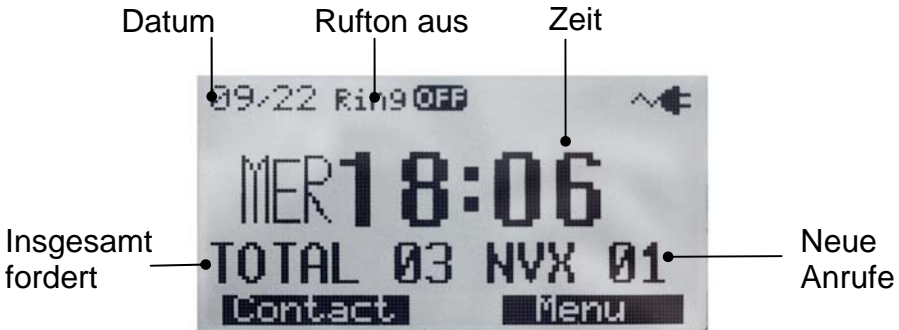 Datum Rufton aus Zeit
09/22 Ring OFF
MER 18:06
Insgesamt
fordert
TOTAL 03 NVX 01
Neue
Anrufe
Contact Menu